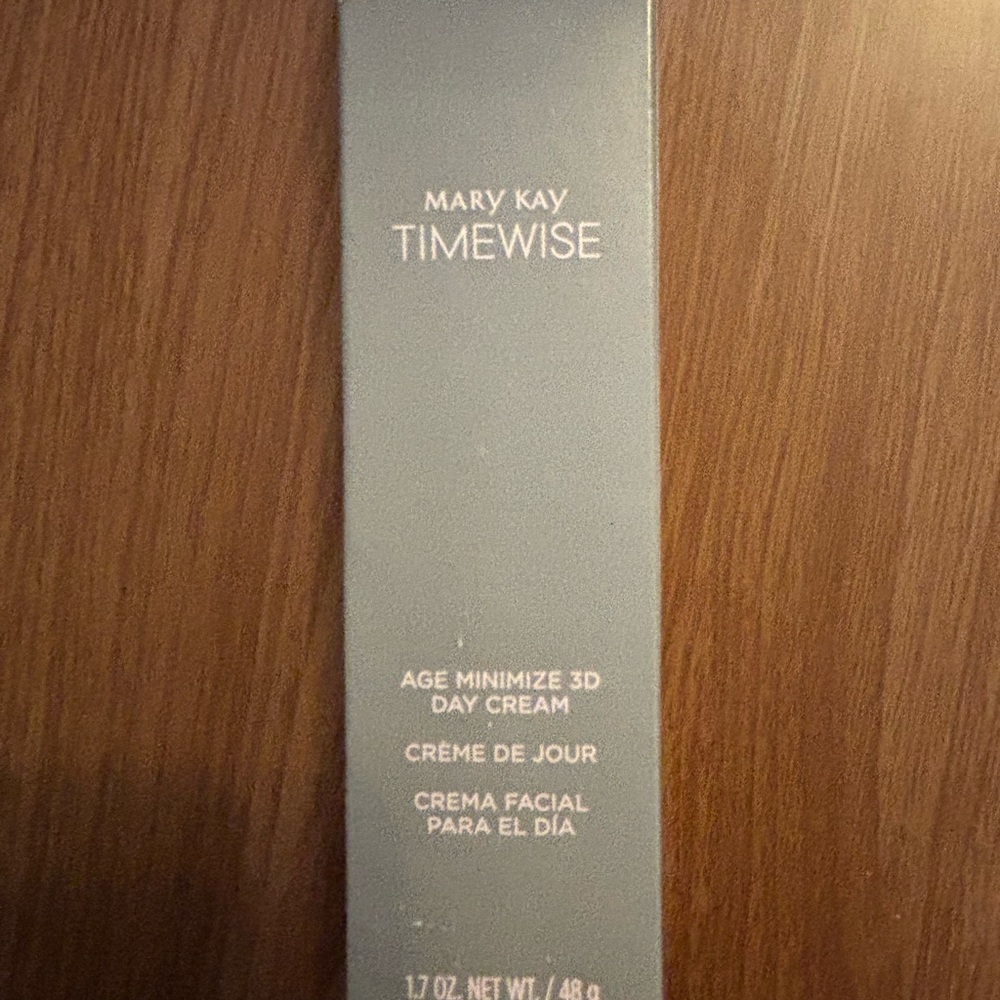 MARY KAY
TIMEWISE
AGE MINIMIZE 3D
DAY CREAM
CRÈME DE JOUR
CREMA FACIAL
PARA EL DÍA
1.7 OZ. NET WT. / 48 g